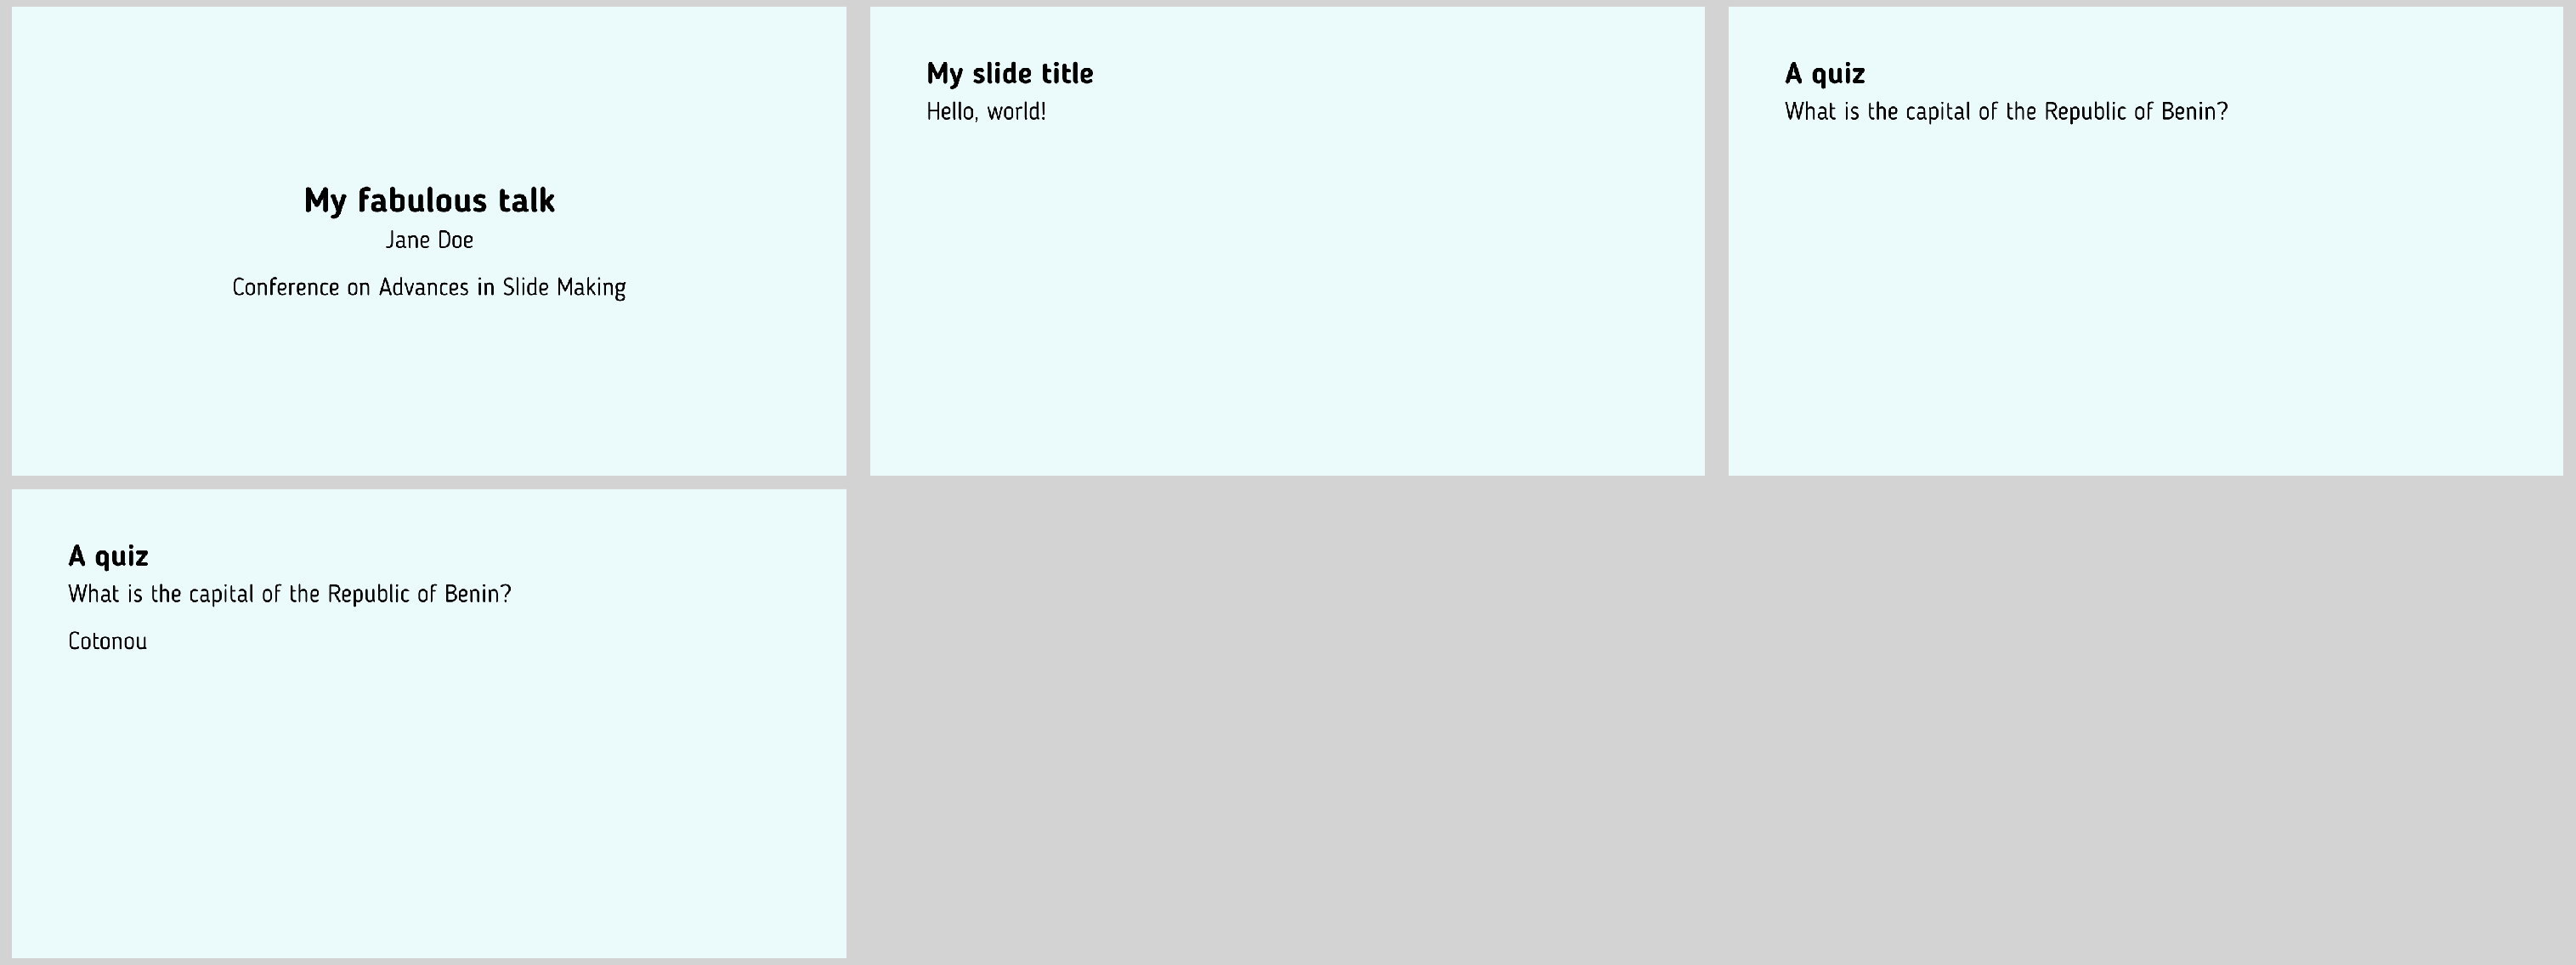 My fabulous talk
Jane Doe
Conference on Advances in Slide Making
My slide title
Hello, world!
A quiz
What is the capital of the Republic of Benin?
A quiz
What is the capital of the Republic of Benin?
Cotonou